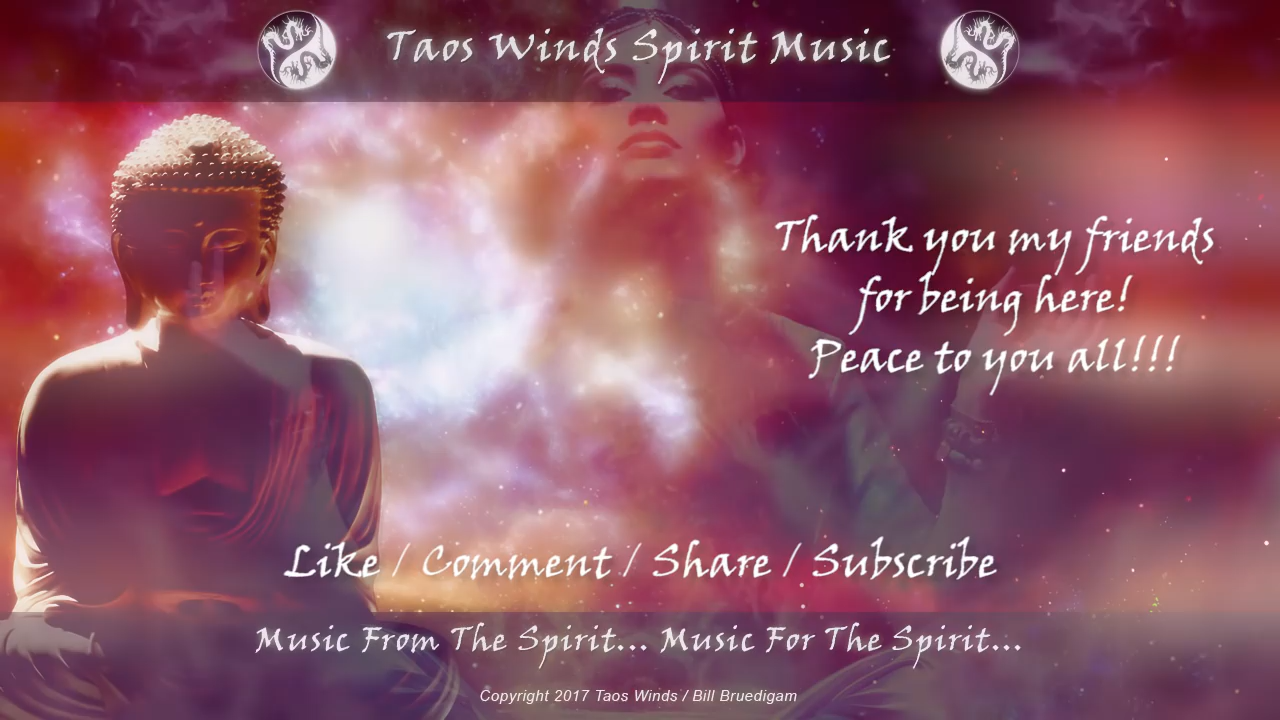 Taos Winds Spirit Music
Thank you my friends
for being here!
Peace to you all!!!
Like / Comment / Share / Subscribe
Music From The Spirit... Music For The Spirit...
Copyright 2017 Taos Winds / Bill Bruedigam